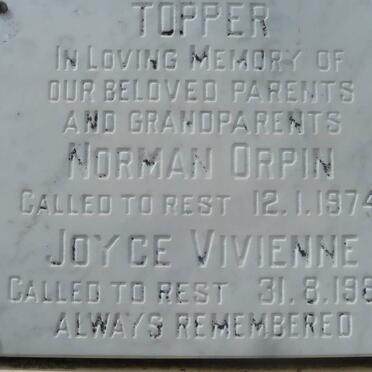 TOPPER
IN LOVING MEMORY OF
OUR BELOVED PARENTS
AND GRANDPARENTS
NORMAN ORPIN
CALLED TO REST 12.1.1974
JOYCE VIVIENNE
CALLED TO REST 31.8.198
ALWAYS REMEMBERED